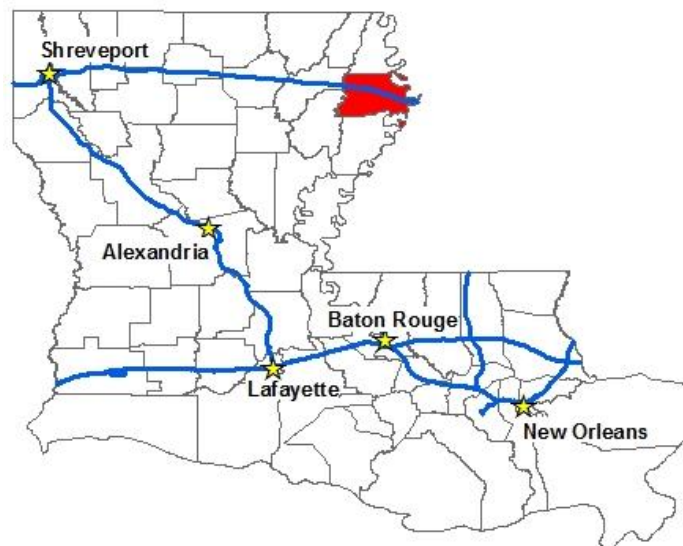 Shreveport
Alexandria
Baton Rouge
Lafayette
New Orleans